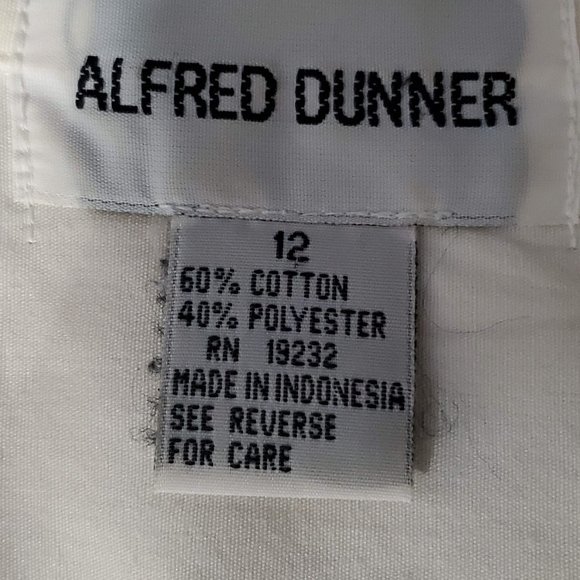 ALFRED DUNNER
12
60% COTTON
40% POLYESTER
RN 19232
MADE IN INDONESIA
SEE REVERSE
FOR CARE